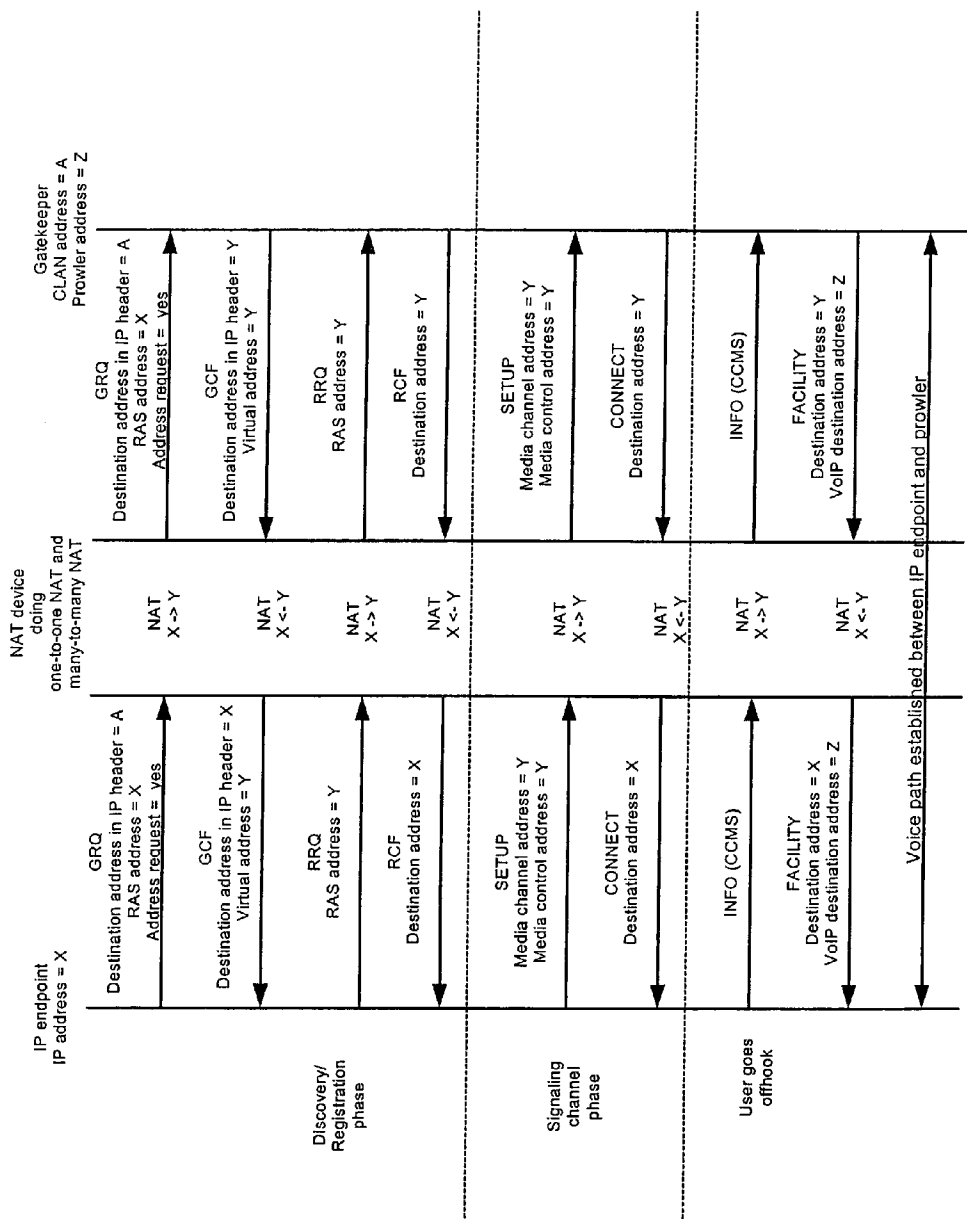 IP endpoint
IP address = X
NAT device
doing
one-to-one NAT and
many-to-many NAT
Gatekeeper
CLAN address = A
Prowler address = Z
Discovery/
Registration
phase
GRQ
Destination address in IP header = A
RAS address = X
Address request = yes
NAT
X -> Y
GRQ
Destination address in IP header = A
RAS address = X
Address request = yes
GCF
Destination address in IP header = X
Virtual address = Y
NAT
X <- Y
GCF
Destination address in IP header = Y
Virtual address = Y
RRQ
RAS address = Y
NAT
X -> Y
RRQ
RAS address = Y
RCF
Destination address = X
NAT
X <- Y
RCF
Destination address = Y
Signaling
channel
phase
SETUP
Media channel address = Y
Media control address = Y
NAT
X -> Y
SETUP
Media channel address = Y
Media control address = Y
CONNECT
Destination address = X
NAT
X <- Y
CONNECT
Destination address = Y
User goes
offhook
INFO (CCMS)
NAT
X -> Y
INFO (CCMS)
FACILITY
Destination address = X
VoIP destination address = Z
NAT
X <- Y
FACILITY
Destination address = Y
VoIP destination address = Z
Voice path established between IP endpoint and prowler